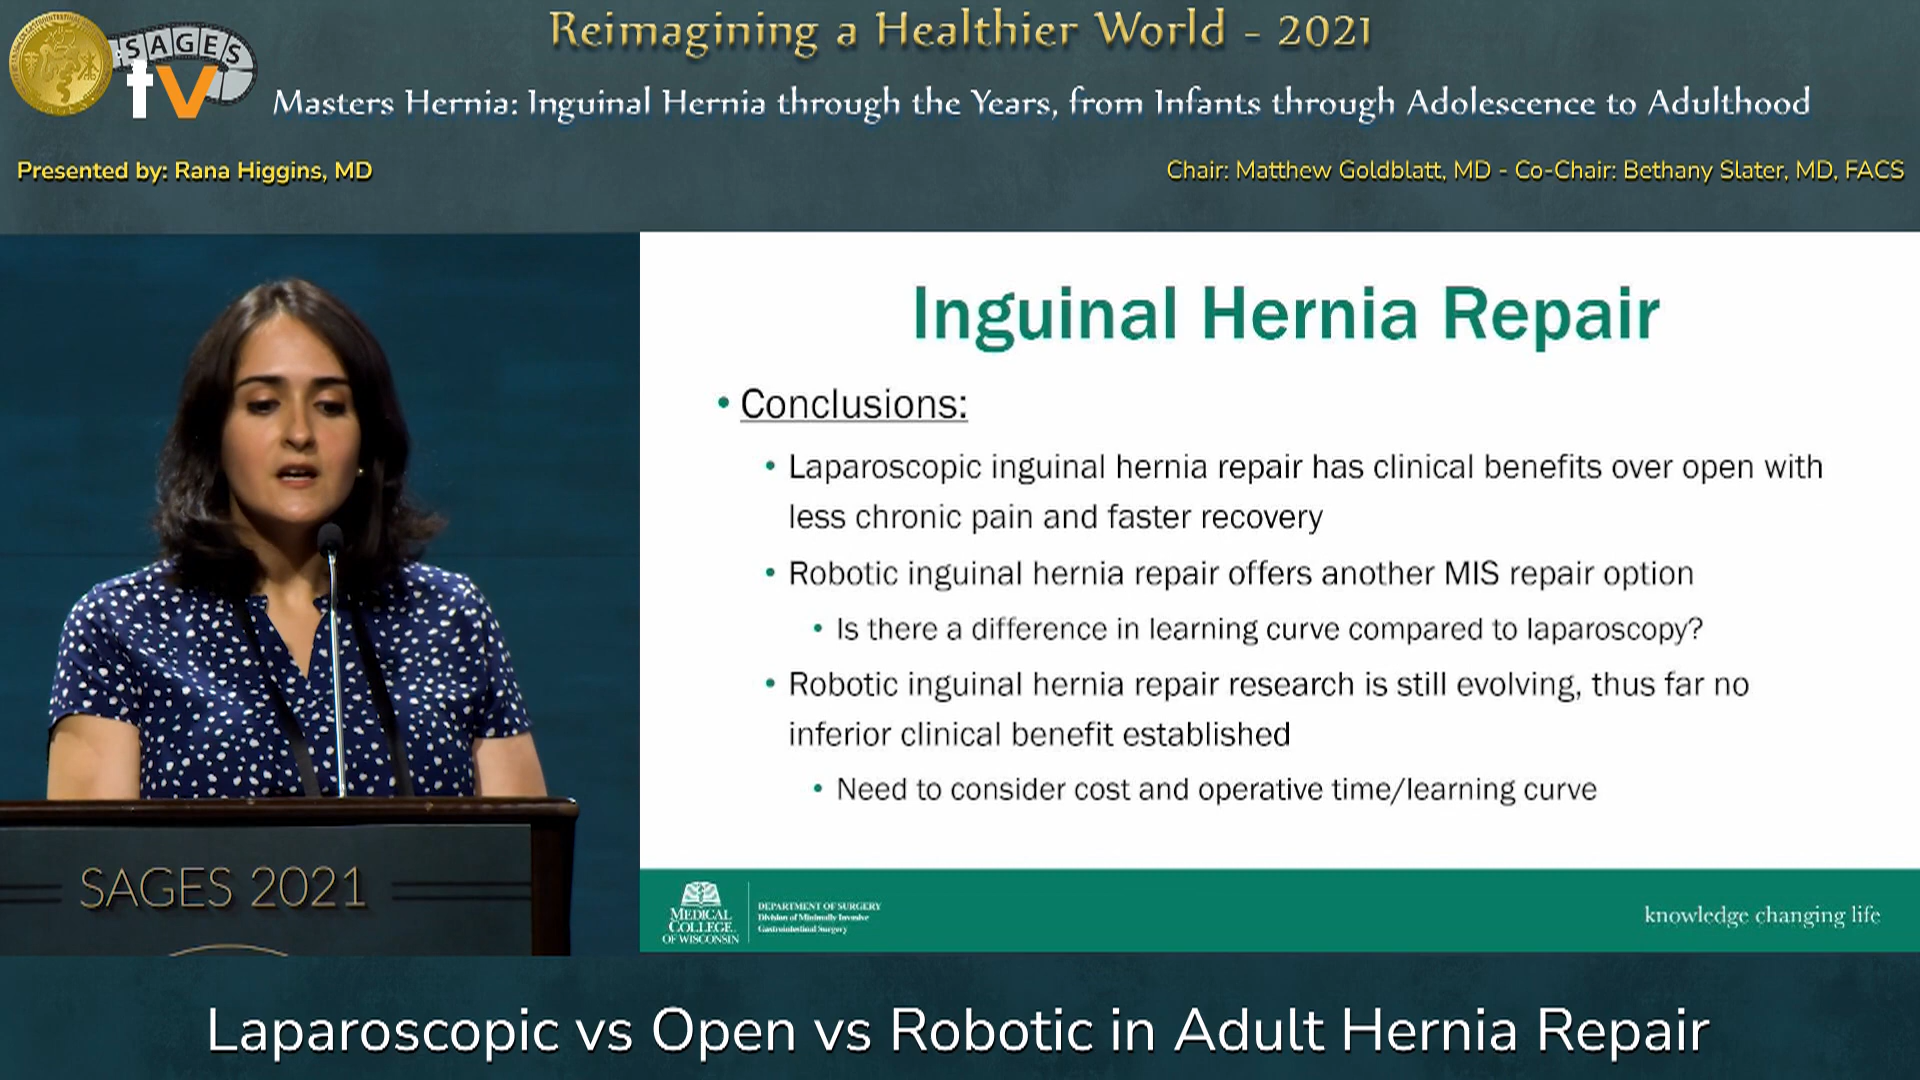 Reimagining a Healthier World - 2021
SAGES
tv
Masters Hernia: Inguinal Hernia through the Years, from Infants through Adolescence to Adulthood
Presented by: Rana Higgins, MD
Chair: Matthew Goldblatt, MD - Co-Chair: Bethany Slater, MD, FACS
Inguinal Hernia Repair
• Conclusions:
• Laparoscopic inguinal hernia repair has clinical benefits over open with
less chronic pain and faster recovery
• Robotic inguinal hernia repair offers another MIS repair option
• Is there a difference in learning curve compared to laparoscopy?
• Robotic inguinal hernia repair research is still evolving, thus far no
inferior clinical benefit established
• Need to consider cost and operative time/learning curve
SAGES 2021
MEDICAL
COLLEGE
OF WISCONSIN
DEPARTMENT OF SURGERY
Division of Minimally Invasive
Gastrointestinal Surgery
knowledge changing life
Laparoscopic vs Open vs Robotic in Adult Hernia Repair